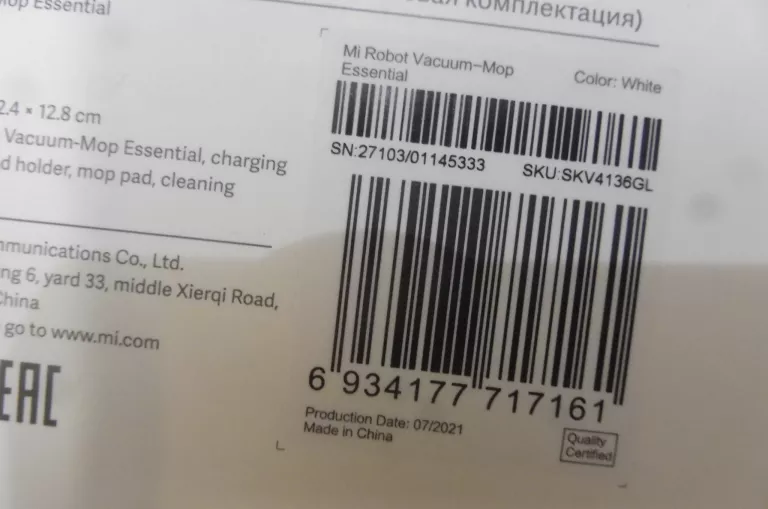 вая комплектация)
Mop Essential
2.4 × 12.8 cm
Vacuum-Mop Essential, charging
d holder, mop pad, cleaning
mmunications Co., Ltd.
ng 6, yard 33, middle Xierqi Road,
China
go to www.mi.com
EAC
Mi Robot Vacuum-Mop
Essential
Color: White
SN:27103/01145333
SKU:SKV4136GL
6 934177 717161
Production Date: 07/2021
Made in China
Quality
Certified